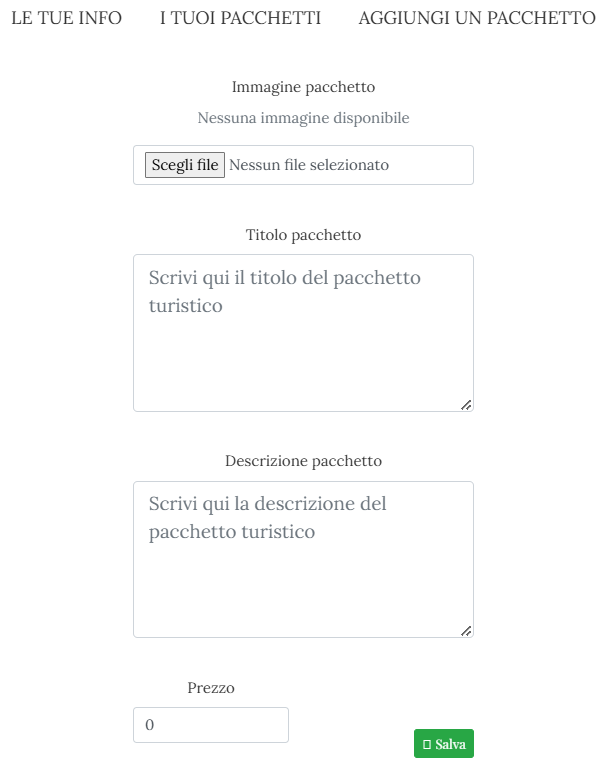 LE TUE INFO I TUOI PACCHETTI AGGIUNGI UN PACCHETTO
Immagine pacchetto
Nessuna immagine disponibile
Scegli file Nessun file selezionato
Titolo pacchetto
Scrivi qui il titolo del pacchetto
turistico
Descrizione pacchetto
Scrivi qui la descrizione del
pacchetto turistico
Prezzo
0
Salva